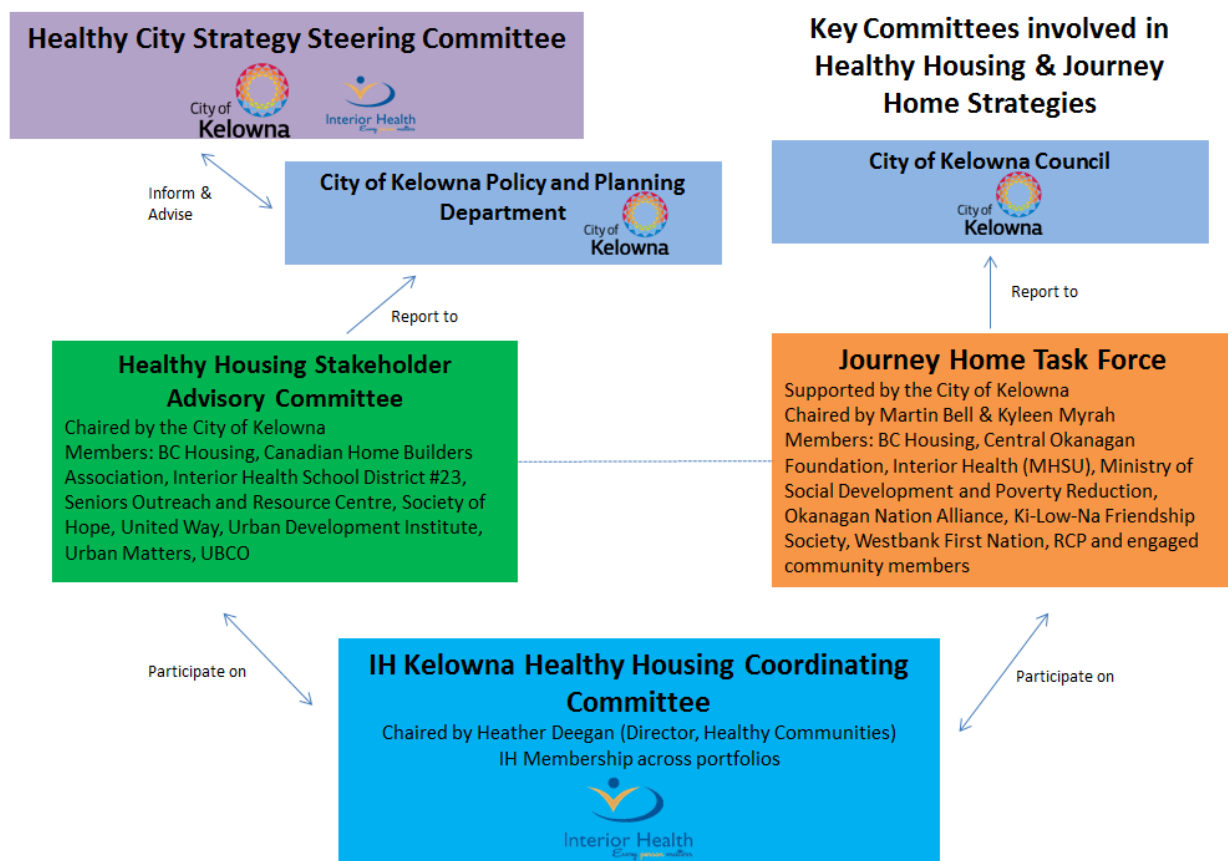 Healthy City Strategy Steering Committee
City of
Kelowna
Interior Health
Every person matters
Key Committees involved in
Healthy Housing & Journey
Home Strategies
Inform &
Advise
City of Kelowna Policy and Planning
Department
City of
Kelowna
City of Kelowna Council
City of
Kelowna
Report to
Report to
Healthy Housing Stakeholder
Advisory Committee
Chaired by the City of Kelowna
Members: BC Housing, Canadian Home Builders
Association, Interior Health School District #23,
Seniors Outreach and Resource Centre, Society of
Hope, United Way, Urban Development Institute,
Urban Matters, UBCO
Journey Home Task Force
Supported by the City of Kelowna
Chaired by Martin Bell & Kyleen Myrah
Members: BC Housing, Central Okanagan
Foundation, Interior Health (MHSU), Ministry of
Social Development and Poverty Reduction,
Okanagan Nation Alliance, Ki-Low-Na Friendship
Society, Westbank First Nation, RCP and engaged
community members
Participate on
Participate on
IH Kelowna Healthy Housing Coordinating
Committee
Chaired by Heather Deegan (Director, Healthy Communities)
IH Membership across portfolios
Interior Health
Every person matters